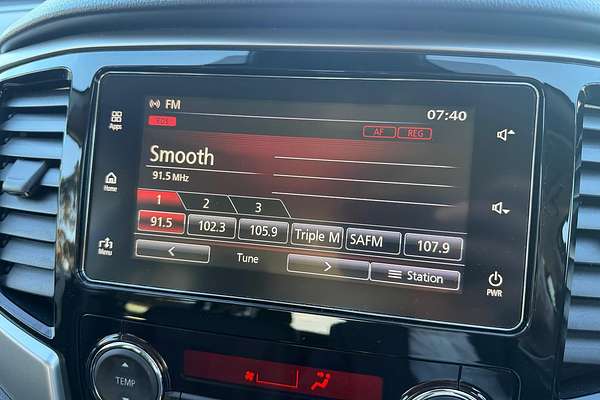 FM
07:40
RDS
AF REG
Apps
Smooth
91.5 MHz
Home
1 2 3
91.5 102.3 105.9 Triple M SAFM 107.9
Menu
< Tune > Station
PWR
TEMP